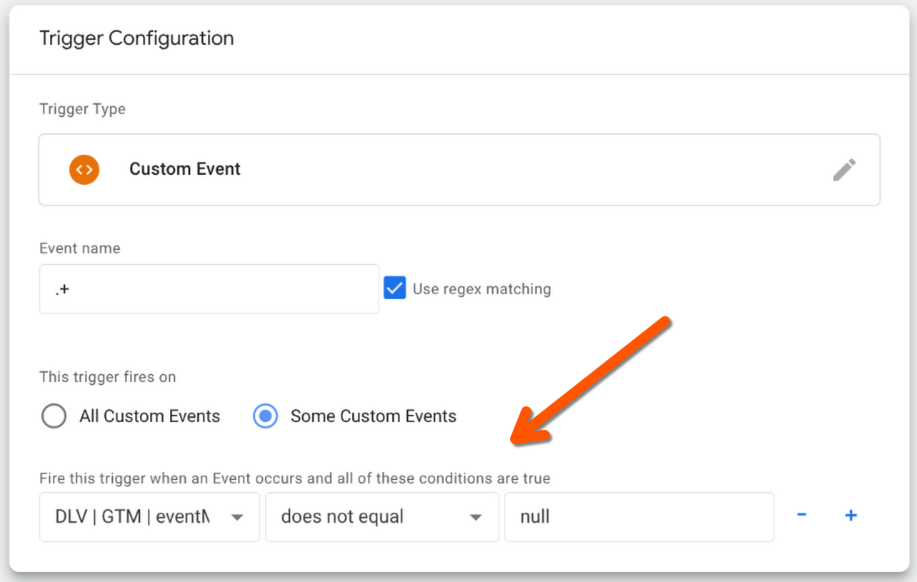 Trigger Configuration
Trigger Type
<> Custom Event
Event name
.+ Use regex matching
This trigger fires on
All Custom Events Some Custom Events
Fire this trigger when an Event occurs and all of these conditions are true
DLV | GTM | event does not equal null - +